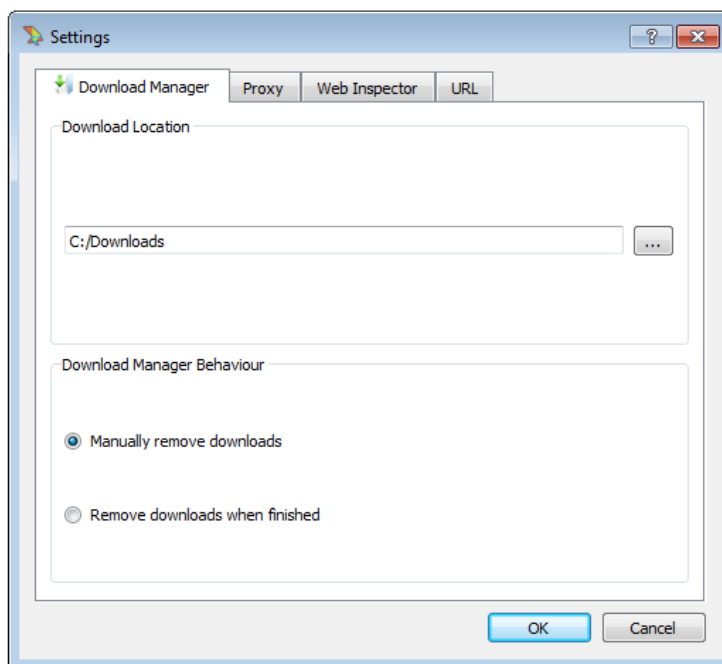 Settings
Download Manager
Proxy
Web Inspector
URL
Download Location
C:/Downloads
...
Download Manager Behaviour
Manually remove downloads
Remove downloads when finished
OK
Cancel